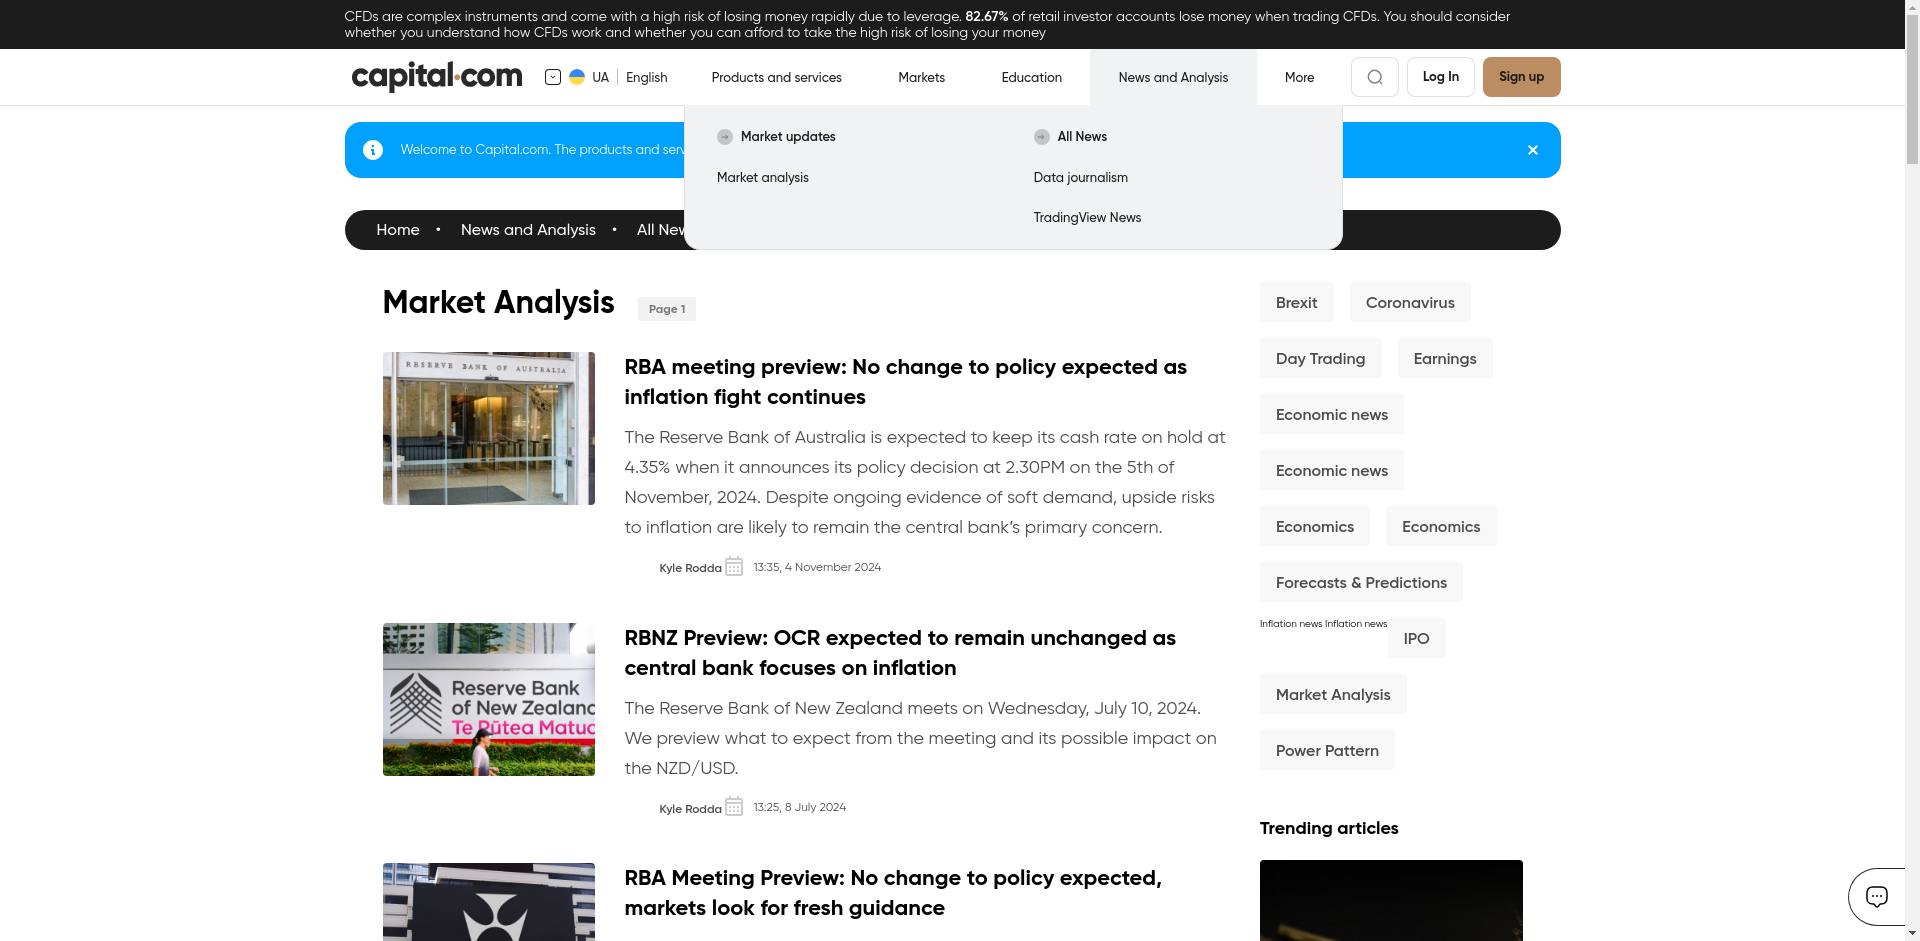 CFDs are complex instruments and come with a high risk of losing money rapidly due to leverage. 82.67% of retail investor accounts lose money when trading CFDs. You should consider
whether you understand how CFDs work and whether you can afford to take the high risk of losing your money
capital.com
UA
English
Products and services
Markets
Education
News and Analysis
More
Log In
Sign up
Market updates
All News
Market analysis
Data journalism
TradingView News
Welcome to Capital.com. The products and serv
Home • News and Analysis • All New
Market Analysis
Page 1
RESERVE BANK OF AUSTRALIA
RBA meeting preview: No change to policy expected as
inflation fight continues
The Reserve Bank of Australia is expected to keep its cash rate on hold at
4.35% when it announces its policy decision at 2.30PM on the 5th of
November, 2024. Despite ongoing evidence of soft demand, upside risks
to inflation are likely to remain the central bank’s primary concern.
Kyle Rodda
13:35, 4 November 2024
Reserve Bank
of New Zealand
Te Pūtea Matua
RBNZ Preview: OCR expected to remain unchanged as
central bank focuses on inflation
The Reserve Bank of New Zealand meets on Wednesday, July 10, 2024.
We preview what to expect from the meeting and its possible impact on
the NZD/USD.
Kyle Rodda
13:25, 8 July 2024
RBA Meeting Preview: No change to policy expected,
markets look for fresh guidance
Brexit
Coronavirus
Day Trading
Earnings
Economic news
Economic news
Economics
Economics
Forecasts & Predictions
Inflation news Inflation news
IPO
Market Analysis
Power Pattern
Trending articles